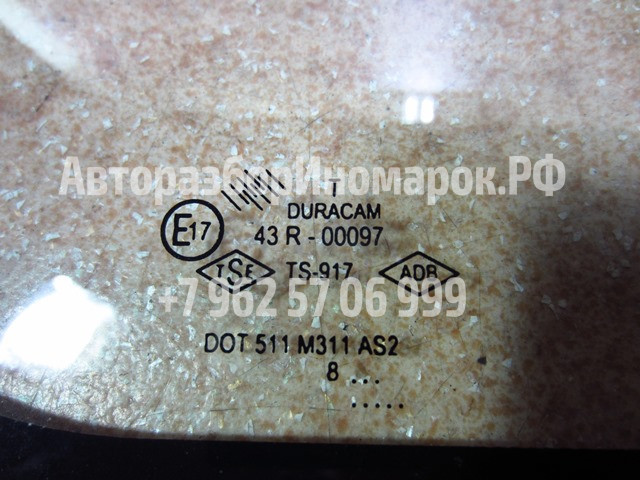 АвторазборИномарок.РФ
T
DURACAM
E17
43 R - 00097
TSE
TS-917
ADR
+7 962 57 06 999
DOT 511 M311 AS2
8 ...
.....